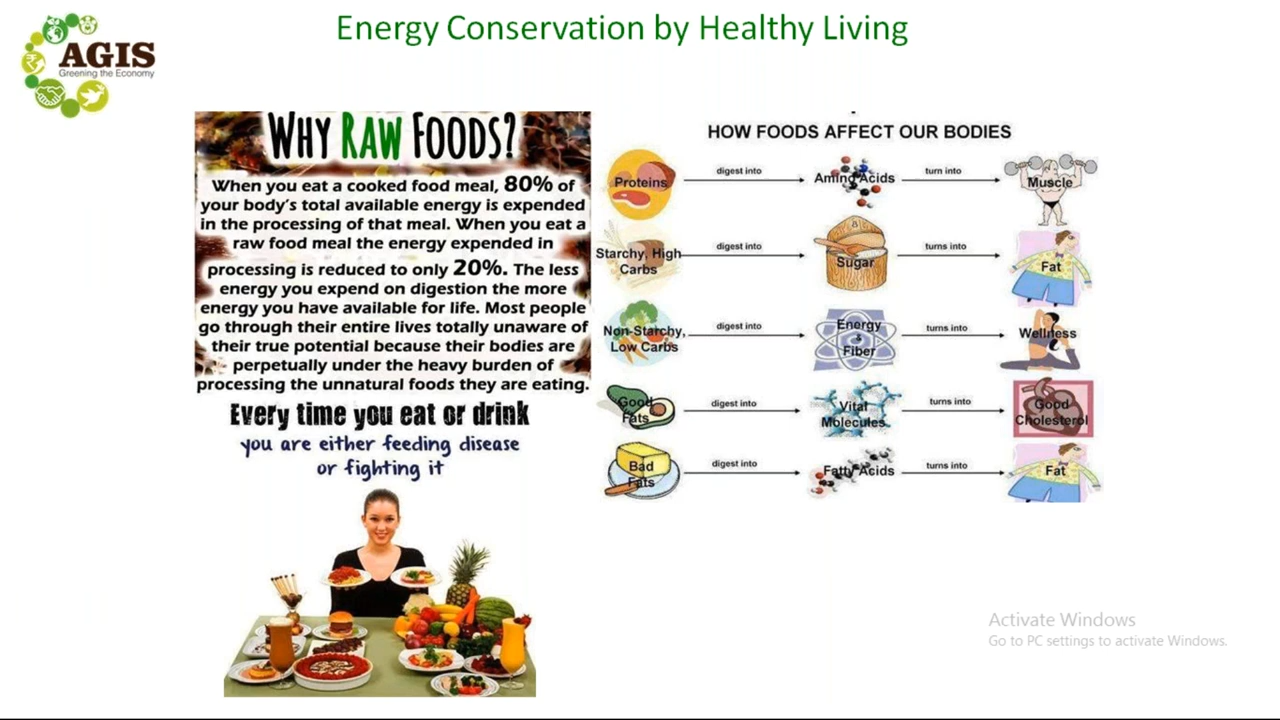 Energy Conservation by Healthy Living
AGIS
Greening the Economy
WHY RAW FOODS?
When you eat a cooked food meal, 80% of
your body's total available energy is expended
in the processing of that meal. When you eat a
raw food meal the energy expended in
processing is reduced to only 20%. The less
energy you expend on digestion the more
energy you have available for life. Most people
go through their entire lives totally unaware of
their true potential because their bodies are
perpetually under the heavy burden of
processing the unnatural foods they are eating.
Every time you eat or drink
you are either feeding disease
or fighting it
HOW FOODS AFFECT OUR BODIES
Proteins
digest into
Amino Acids
turn into
Muscle
Starchy, High
Carbs
digest into
Sugar
turns into
Fat
Non-Starchy,
Low Carbs
digest into
Energy
+
Fiber
turns into
Wellness
Good
Fats
digest into
Vital
Molecules
turns into
Good
Cholesterol
Bad
Fats
digest into
Fatty Acids
turns into
Fat
Activate Windows
Go to PC settings to activate Windows.